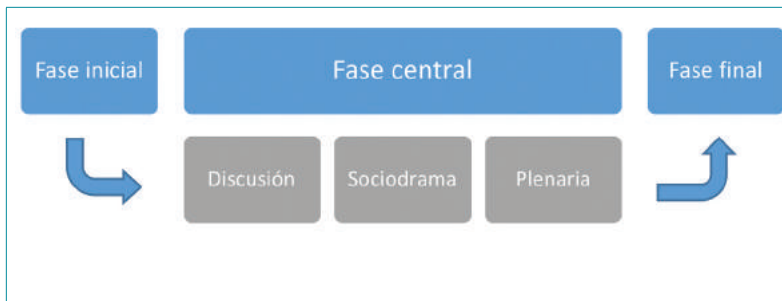 Fase inicial
Fase central
Fase final
Discusión
Sociodrama
Plenaria